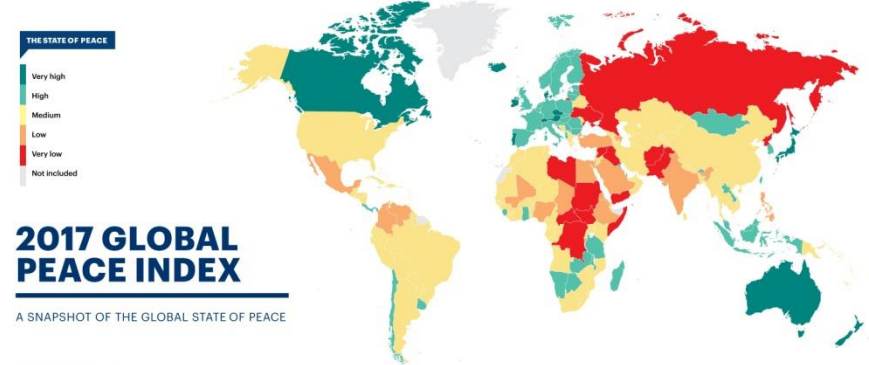 THE STATE OF PEACE
Very high
High
Medium
Low
Very low
Not included
2017 GLOBAL
PEACE INDEX
A SNAPSHOT OF THE GLOBAL STATE OF PEACE